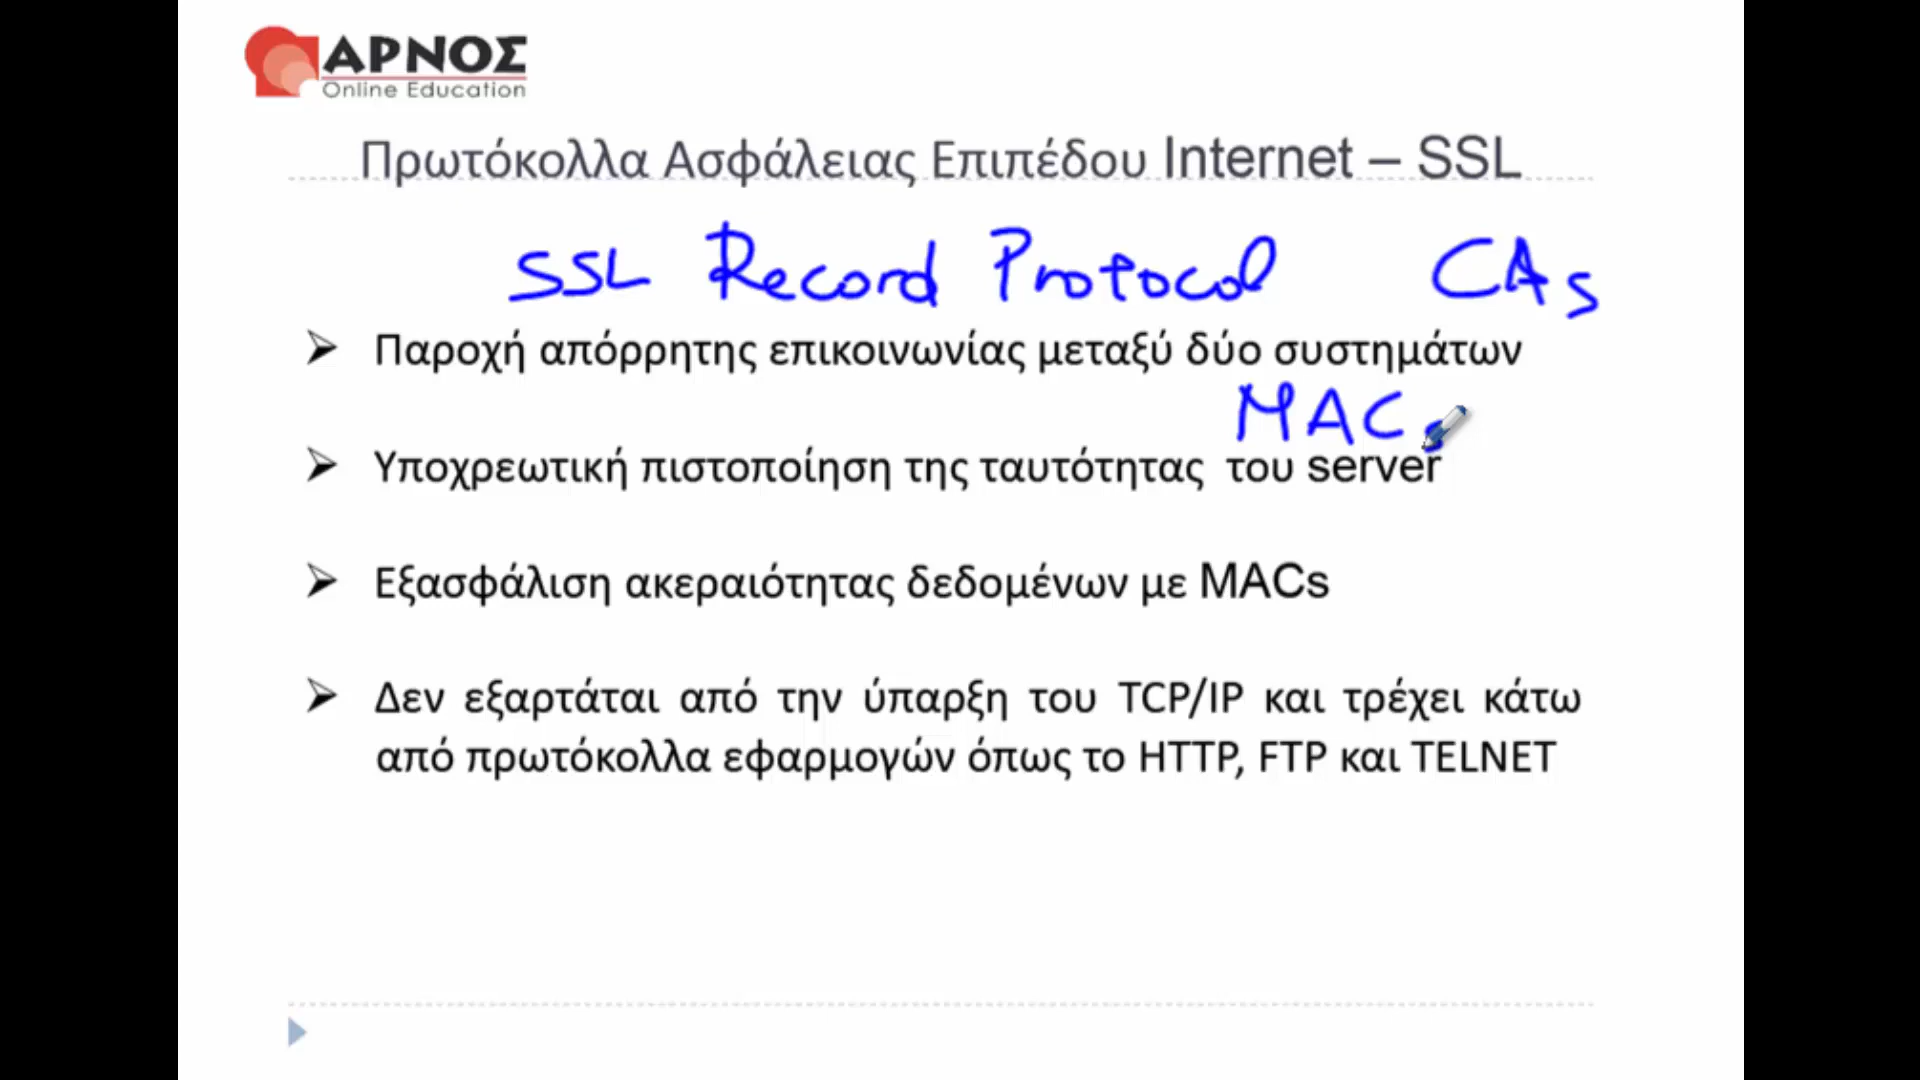 ΑΡΝΟΣ
Online Education
Πρωτόκολλα Ασφάλειας Επιπέδου Internet – SSL
SSL Record Protocol CAs
Παροχή απόρρητης επικοινωνίας μεταξύ δύο συστημάτων
MACs
Υποχρεωτική πιστοποίηση της ταυτότητας του server
Εξασφάλιση ακεραιότητας δεδομένων με MACs
Δεν εξαρτάται από την ύπαρξη του TCP/IP και τρέχει κάτω
από πρωτόκολλα εφαρμογών όπως το HTTP, FTP και TELNET